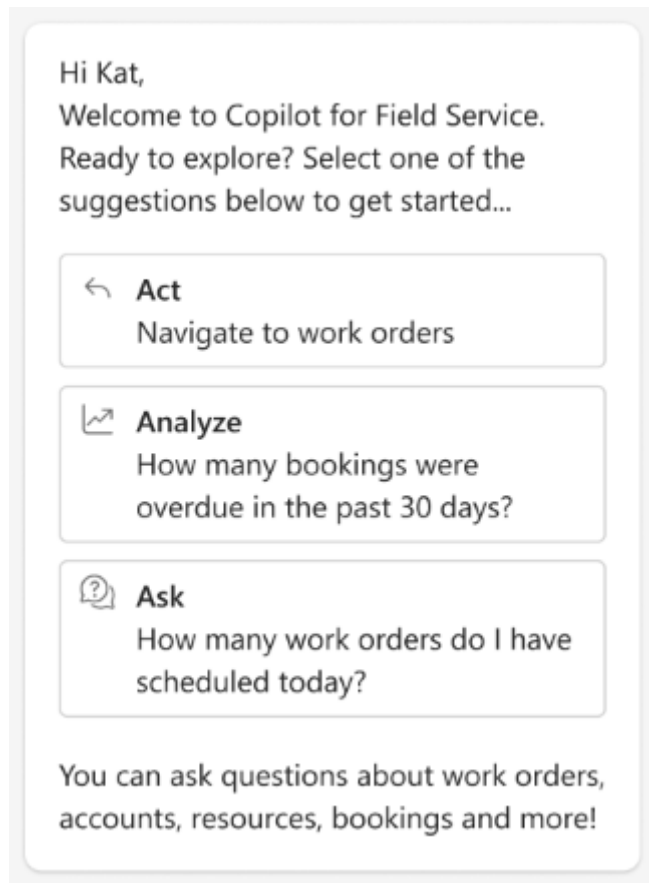 Hi Kat,
Welcome to Copilot for Field Service.
Ready to explore? Select one of the
suggestions below to get started...
Act
Navigate to work orders
Analyze
How many bookings were
overdue in the past 30 days?
Ask
How many work orders do I have
scheduled today?
You can ask questions about work orders,
accounts, resources, bookings and more!